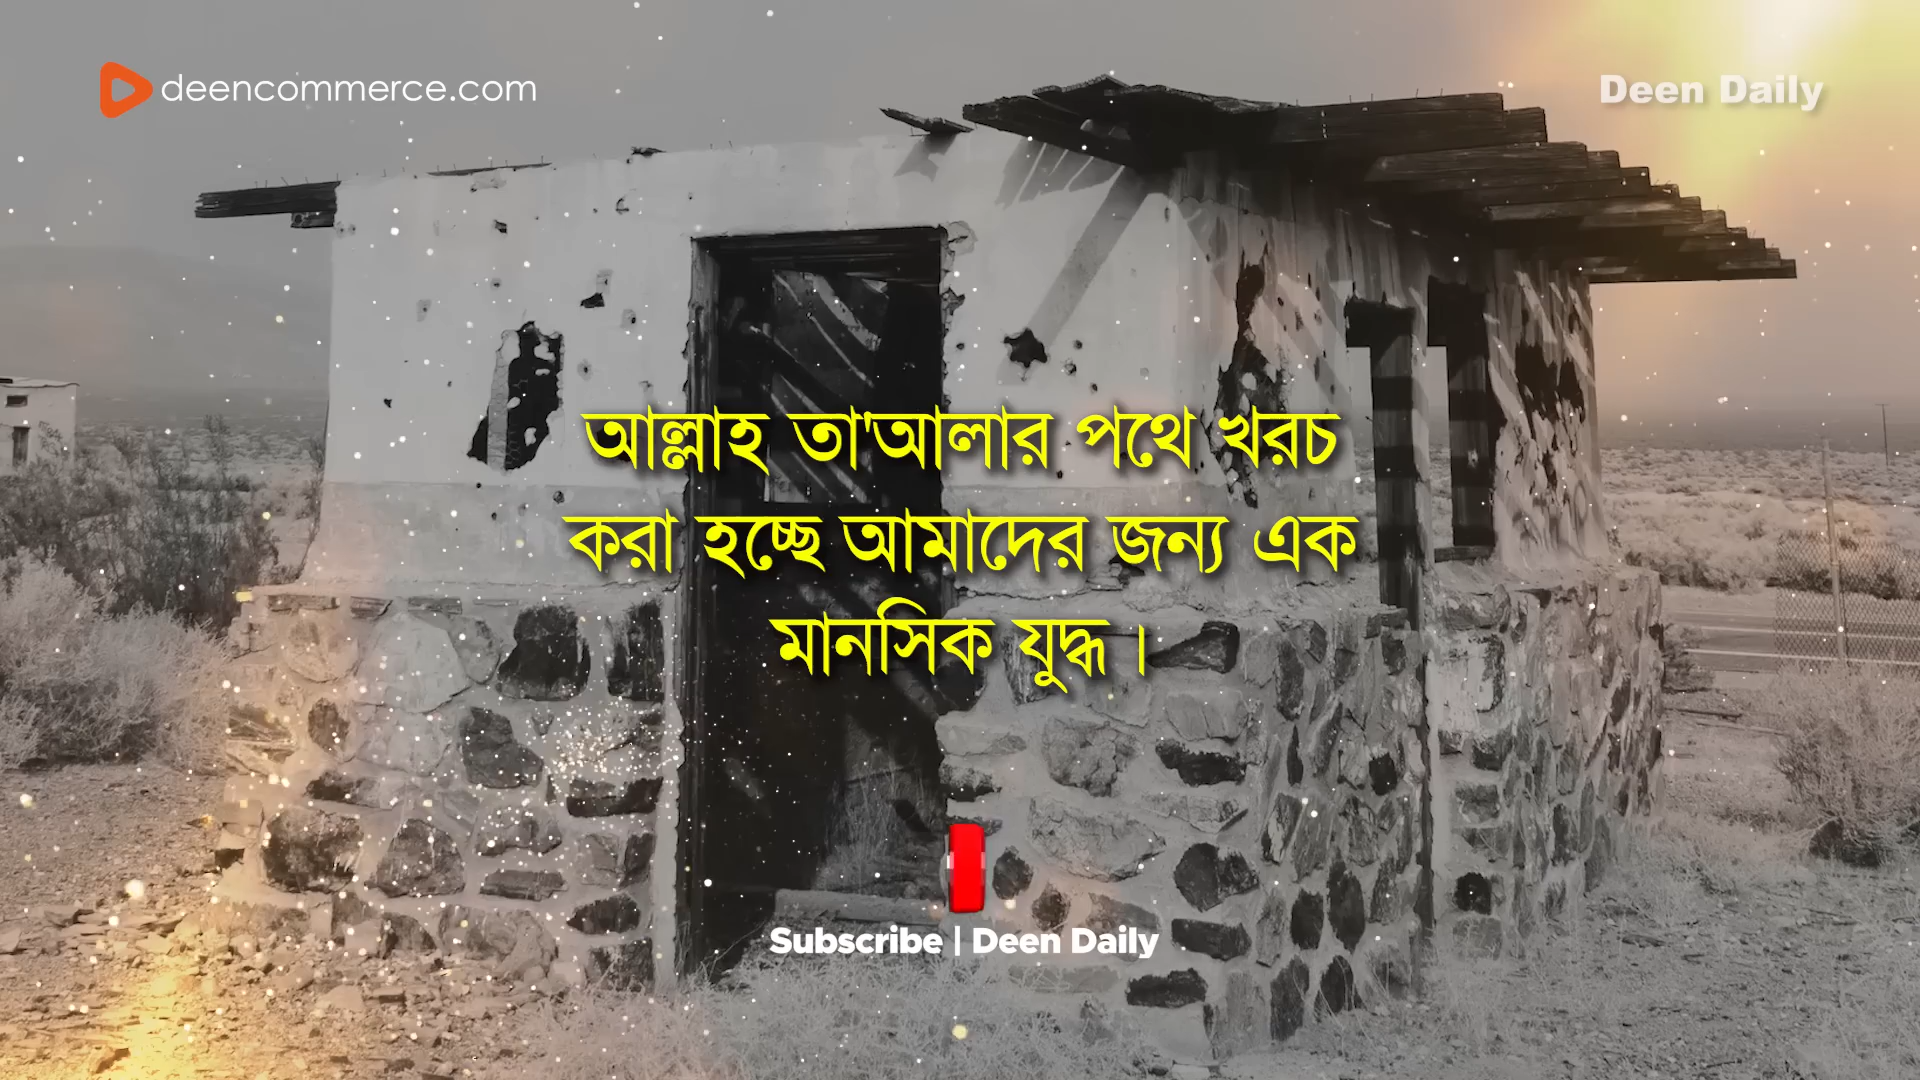 deencommerce.com
Deen Daily
আল্লাহ তা'আলার পথে খরচ
করা হচ্ছে আমাদের জন্য এক
মানসিক যুদ্ধ।
Subscribe | Deen Daily